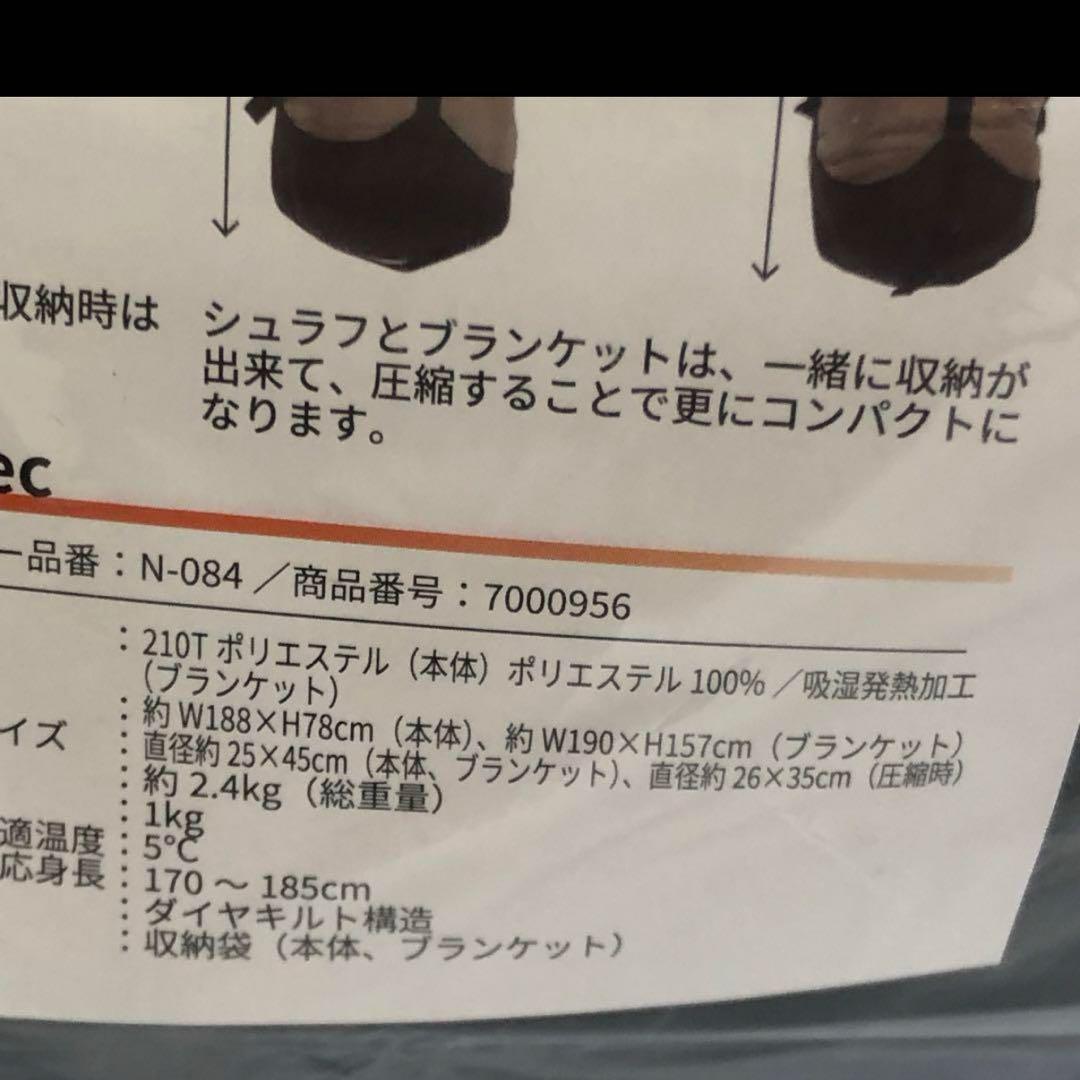 収納時は シュラフとブランケットは、一緒に収納が
出来て、圧縮することで更にコンパクトに
なります。
ec
ー品番：N-084／商品番号：7000956
：210T ポリエステル（本体）ポリエステル 100%／吸湿発熱加工
（ブランケット）
イズ ：約 W188×H78cm（本体）、約 W190×H157cm（ブランケット）
：直径約 25×45cm（本体、ブランケット）、直径約 26×35cm（圧縮時）
：約 2.4kg（総重量）
：1kg
適温度：5℃
応身長：170 ～ 185cm
：ダイヤキルト構造
：収納袋（本体、ブランケット）